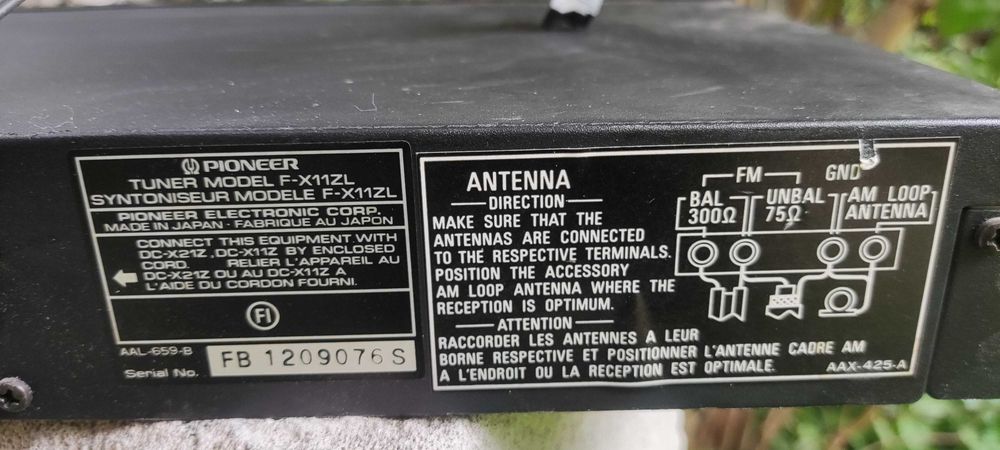 PIONEER
TUNER MODEL F-X11ZL
SYNTONISEUR MODELE F-X11ZL
PIONEER ELECTRONIC CORP.
MADE IN JAPAN · FABRIQUE AU JAPON
CONNECT THIS EQUIPMENT WITH
DC-X21Z, DC-X11Z BY ENCLOSED
CORD. RELIER L'APPAREIL AU
DC-X21Z OU AU DC-X11Z A
L'AIDE DU CORDON FOURNI.
FI
AAL-659-B
Serial No. FB 1209076 S
ANTENNA
DIRECTION
MAKE SURE THAT THE
ANTENNAS ARE CONNECTED
TO THE RESPECTIVE TERMINALS.
POSITION THE ACCESSORY
AM LOOP ANTENNA WHERE THE
RECEPTION IS OPTIMUM.
ATTENTION
RACCORDER LES ANTENNES A LEUR
BORNE RESPECTIVE ET POSITIONNER L'ANTENNE CADRE AM
A L'ENDROIT OU LA RECEPTION EST OPTIMALE.
FM
GND
BAL
300Ω
UNBAL
75Ω
AM LOOP
ANTENNA
AAX-425-A